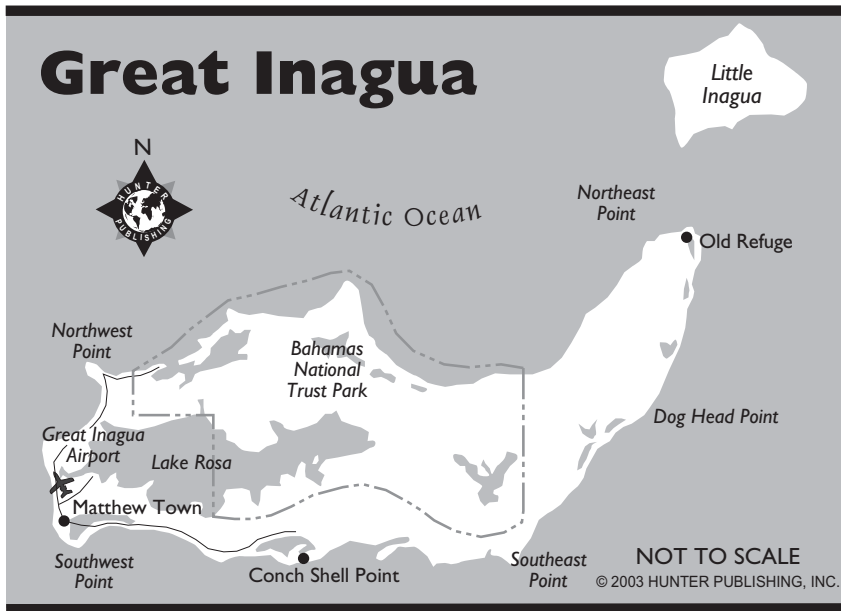 Great Inagua
Little
Inagua
N
HUNTER
PUBLISHING
Atlantic Ocean
Northeast
Point
Old Refuge
Northwest
Point
Bahamas
National
Trust Park
Dog Head Point
Great Inagua
Airport
Lake Rosa
Matthew Town
Southwest
Point
Conch Shell Point
Southeast
Point
NOT TO SCALE
© 2003 HUNTER PUBLISHING, INC.